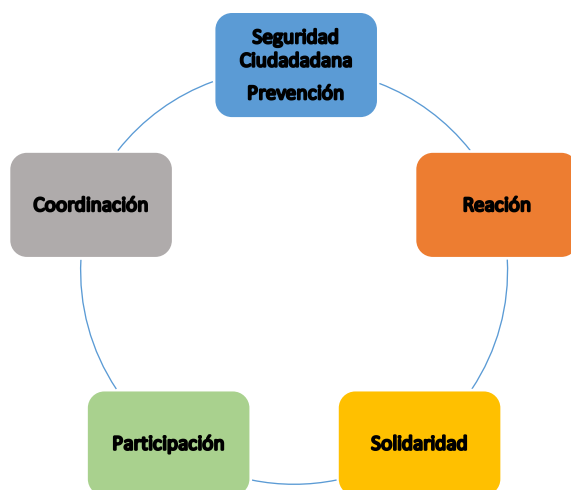 Seguridad
Ciudadadana
Prevención
Coordinación
Reación
Participación
Solidaridad